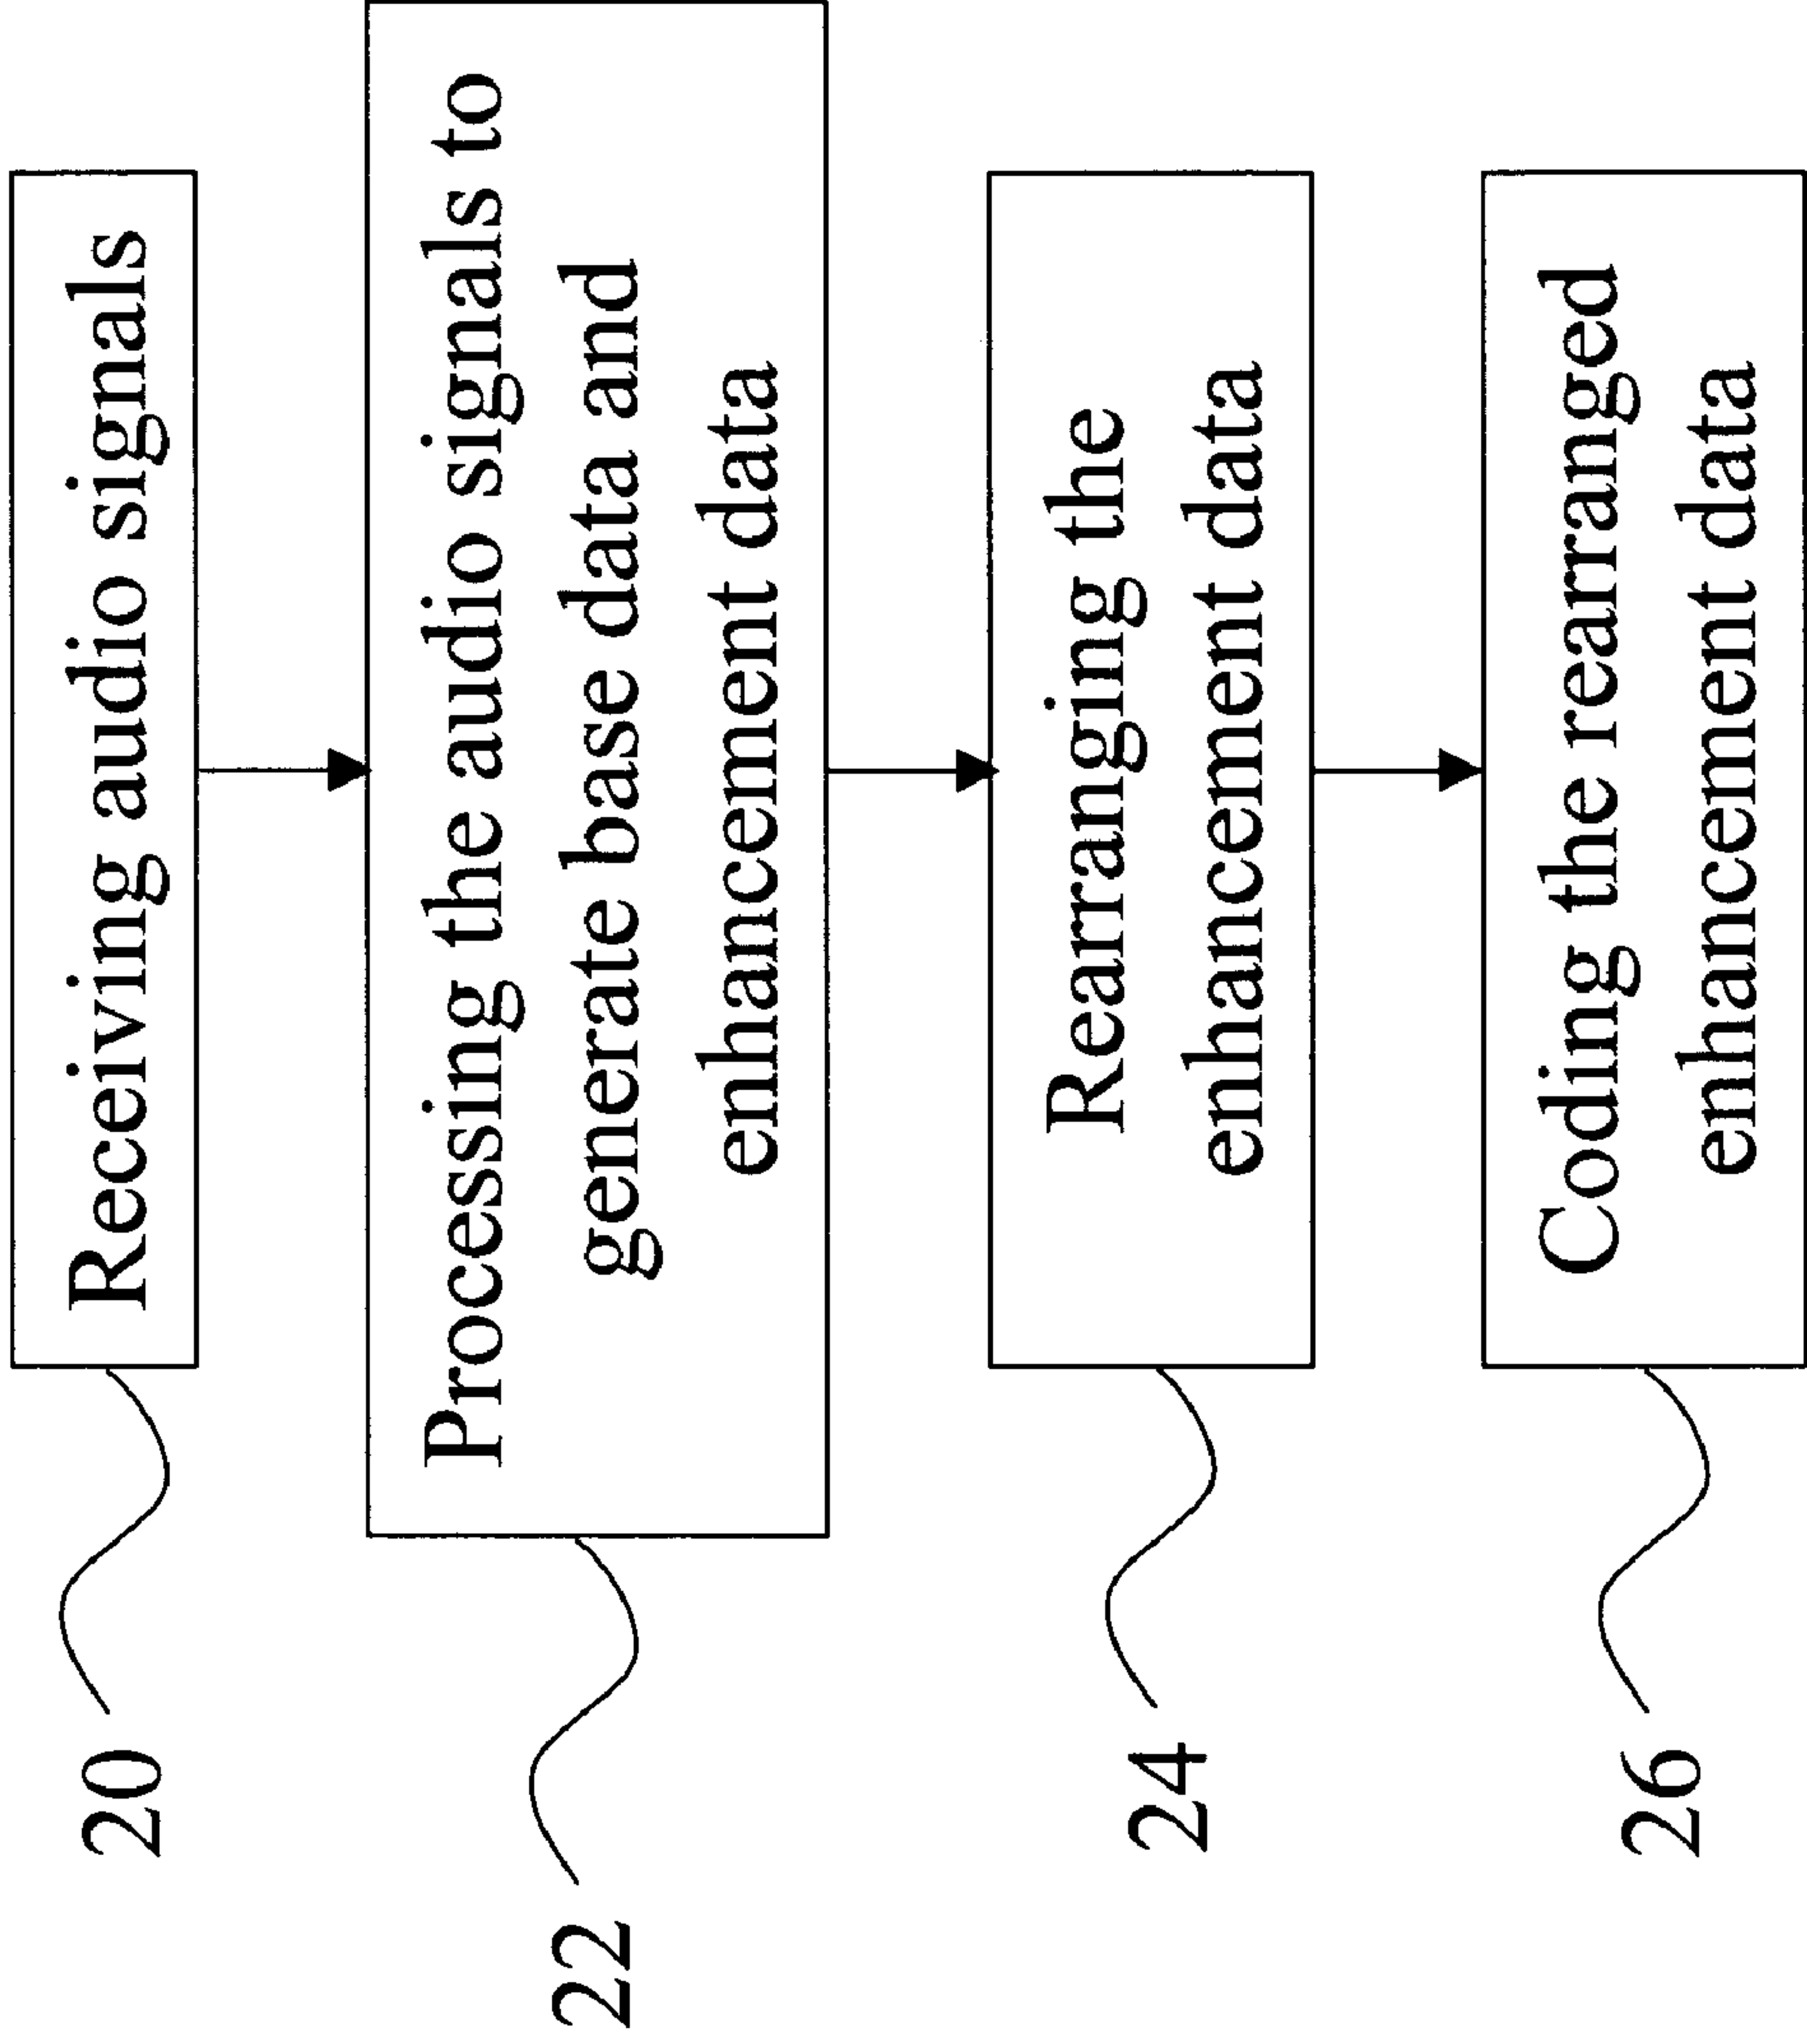 20
Receiving audio signals
22
Processing the audio signals to
generate base data and
enhancement data
24
Rearranging the
enhancement data
26
Coding the rearranged
enhancement data